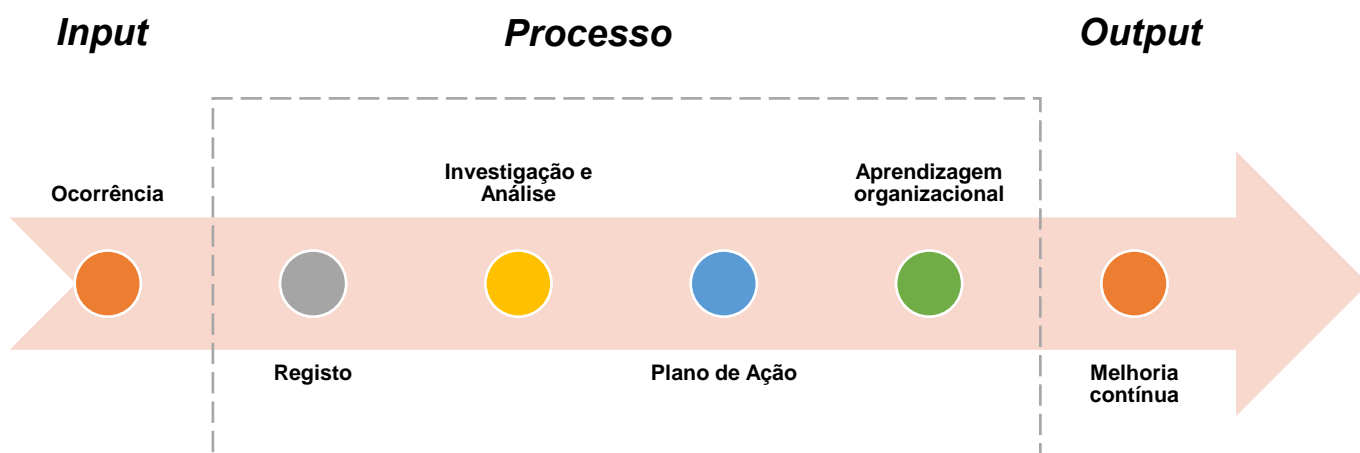 Input
Processo
Output
Ocorrência
Registo
Investigação e
Análise
Plano de Ação
Aprendizagem
organizacional
Melhoria
contínua